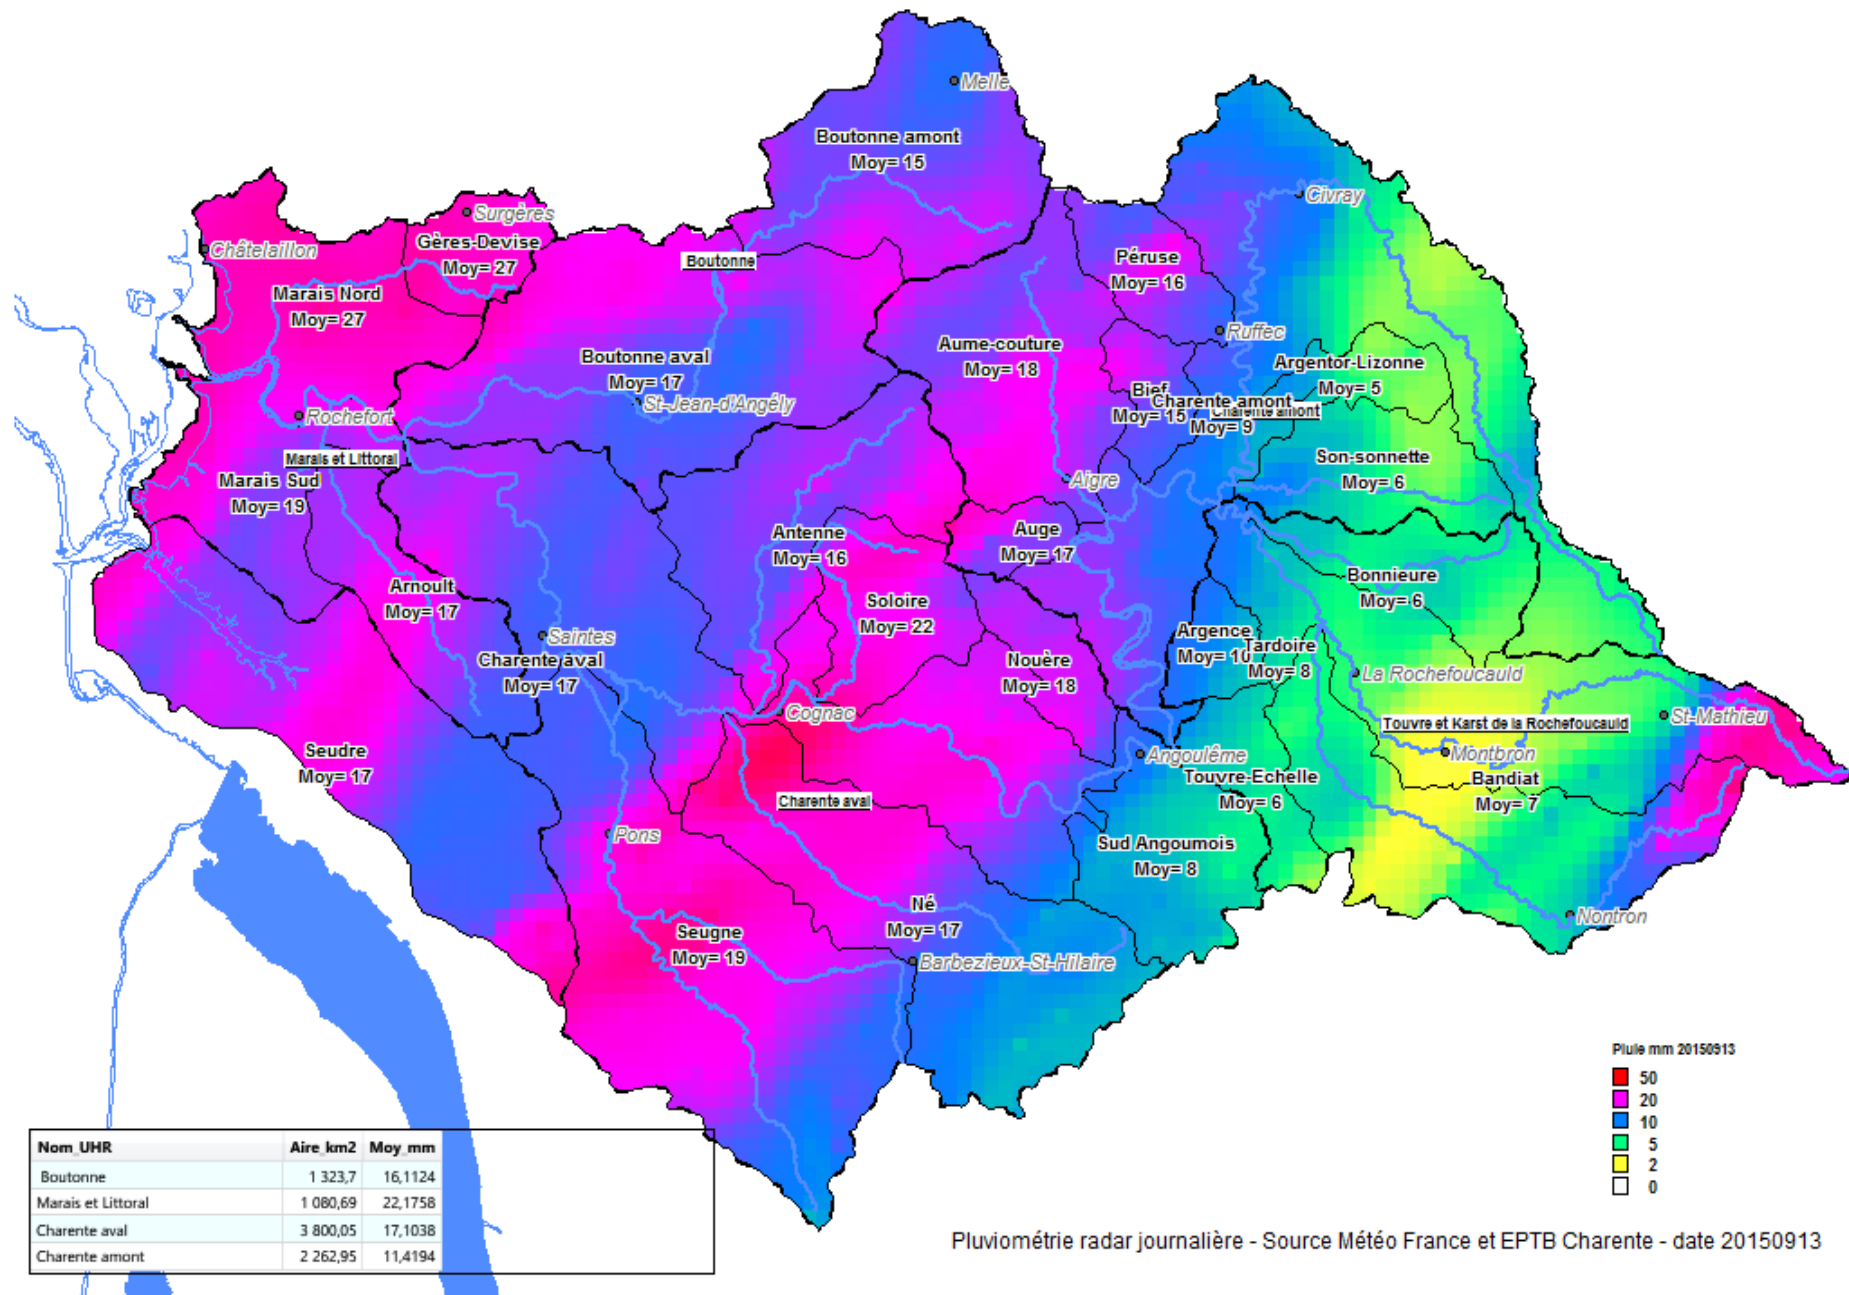 Melle
Boutonne amont
Moy= 15
Civray
Surgères
Châtelaillon
Gères-Devise
Moy= 27
Boutonne
Péruse
Moy= 16
Marais Nord
Moy= 27
Ruffec
Boutonne aval
Moy= 17
Aume-couture
Moy= 18
Argentor-Lizonne
Moy= 5
St-Jean-d'Angély
Bief
Moy= 15
Charente amont
Moy= 9
Charente amont
Rochefort
Marais et Littoral
Marais Sud
Moy= 19
Aigre
Son-sonnette
Moy= 6
Antenne
Moy= 16
Auge
Moy= 17
Arnoult
Moy= 17
Bonnieure
Moy= 6
Soloire
Moy= 22
Saintes
Charente aval
Moy= 17
Argence
Moy= 10
Tardoire
Moy= 8
Nouère
Moy= 18
La Rochefoucauld
Cognac
Touvre et Karst de la Rochefoucauld
St-Mathieu
Seudre
Moy= 17
Angoulême
Montbron
Touvre-Echelle
Moy= 6
Bandiat
Moy= 7
Charente aval
Pons
Sud Angoumois
Moy= 8
Né
Moy= 17
Nontron
Seugne
Moy= 19
Barbezieux-St-Hilaire
Pluie mm 20150913
50
20
10
5
2
0
Nom_UHR Aire_km2 Moy_mm
Boutonne 1 323,7 16,1124
Marais et Littoral 1 080,69 22,1758
Charente aval 3 800,05 17,1038
Charente amont 2 262,95 11,4194
Pluviométrie radar journalière - Source Météo France et EPTB Charente - date 20150913